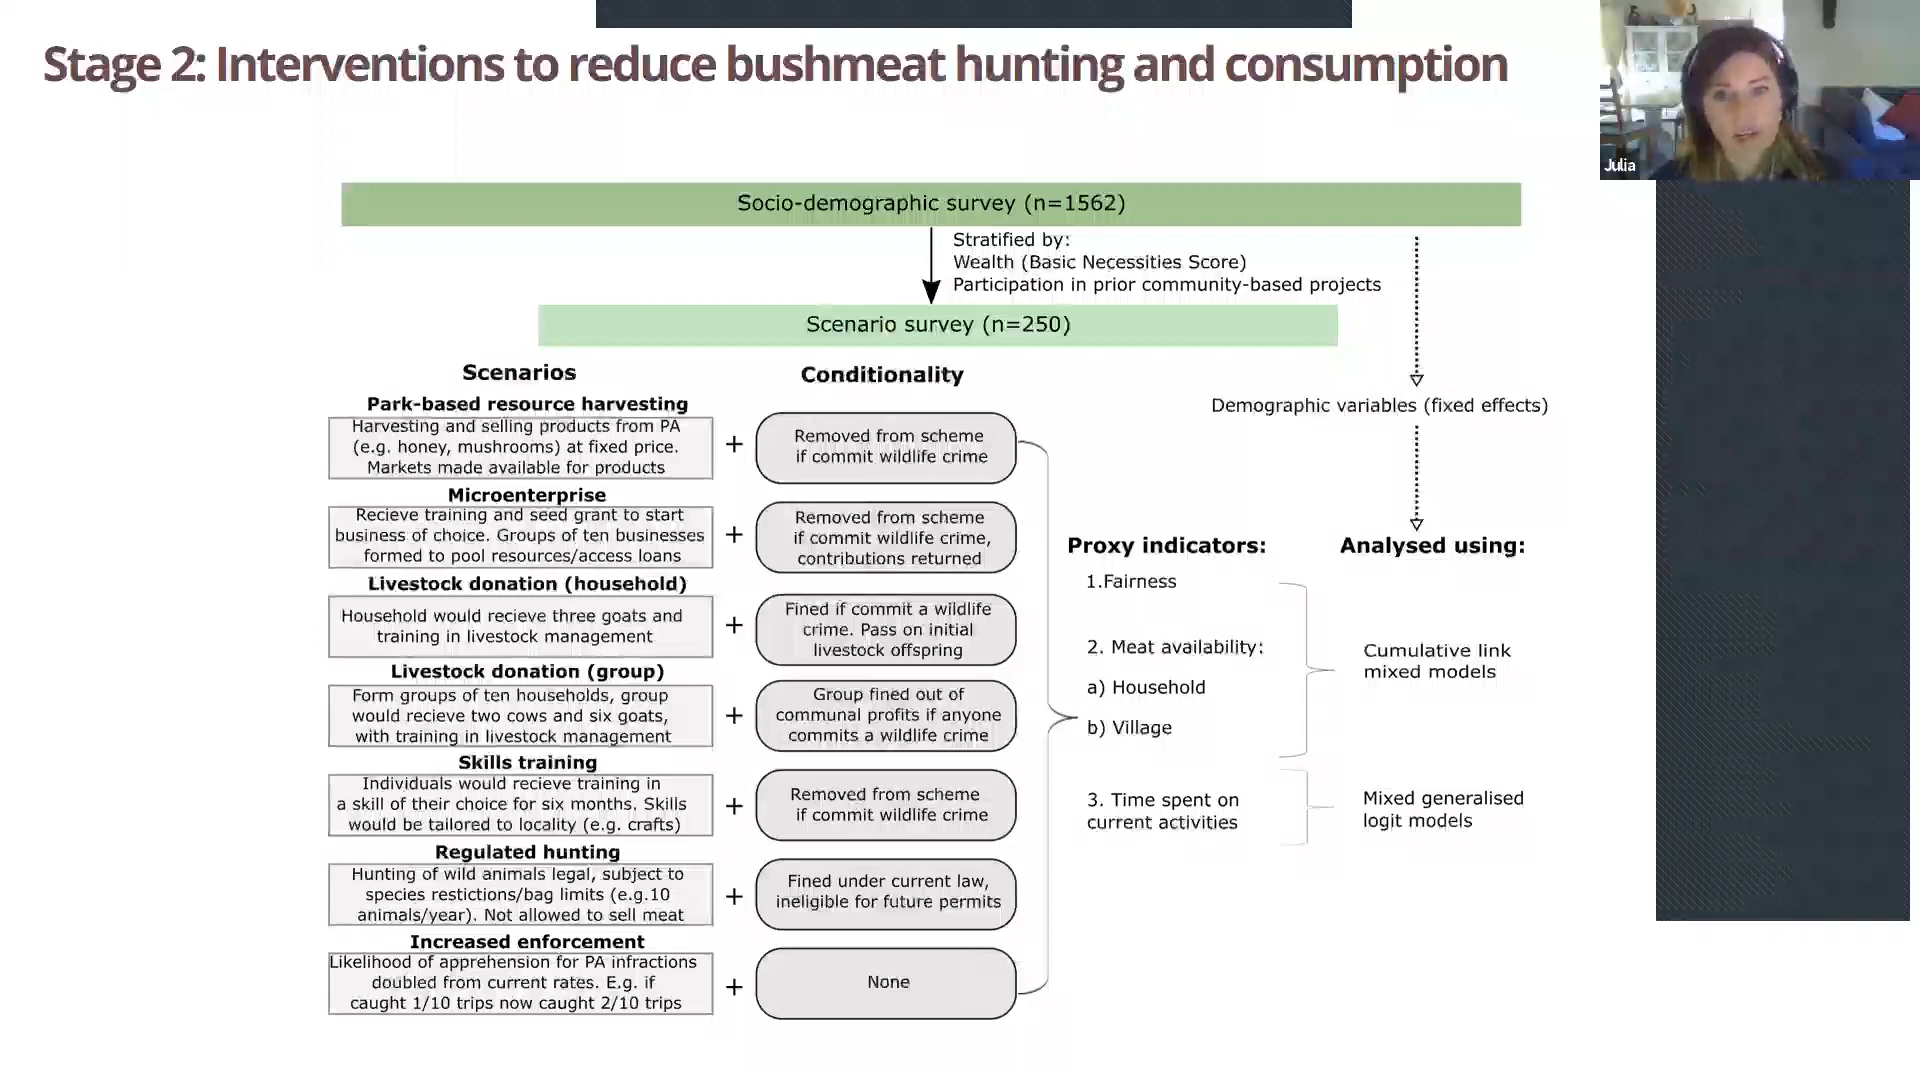 Stage 2: Interventions to reduce bushmeat hunting and consumption
Julia
Socio-demographic survey (n=1562)
Stratified by:
Wealth (Basic Necessities Score)
Participation in prior community-based projects
Scenario survey (n=250)
Scenarios
Conditionality
Park-based resource harvesting
Harvesting and selling products from PA
(e.g. honey, mushrooms) at fixed price.
Markets made available for products
+
Removed from scheme
if commit wildlife crime
Microenterprise
Recieve training and seed grant to start
business of choice. Groups of ten businesses
formed to pool resources/access loans
+
Removed from scheme
if commit wildlife crime,
contributions returned
Livestock donation (household)
Household would recieve three goats and
training in livestock management
+
Fined if commit a wildlife
crime. Pass on initial
livestock offspring
Livestock donation (group)
Form groups of ten households, group
would recieve two cows and six goats,
with training in livestock management
+
Group fined out of
communal profits if anyone
commits a wildlife crime
Skills training
Individuals would recieve training in
a skill of their choice for six months. Skills
would be tailored to locality (e.g. crafts)
+
Removed from scheme
if commit wildlife crime
Regulated hunting
Hunting of wild animals legal, subject to
species restictions/bag limits (e.g.10
animals/year). Not allowed to sell meat
+
Fined under current law,
ineligible for future permits
Increased enforcement
Likelihood of apprehension for PA infractions
doubled from current rates. E.g. if
caught 1/10 trips now caught 2/10 trips
+
None
Demographic variables (fixed effects)
Proxy indicators:
1.Fairness
2. Meat availability:
a) Household
b) Village
3. Time spent on
current activities
Analysed using:
Cumulative link
mixed models
Mixed generalised
logit models